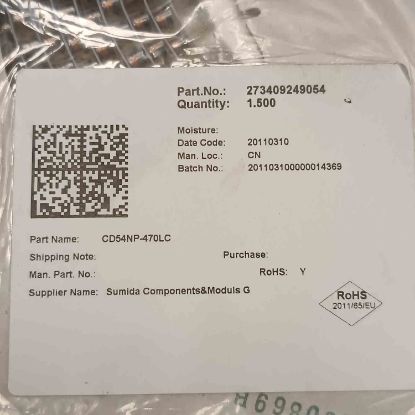 Part.No.: 273409249054
Quantity: 1.500
Moisture:
Date Code: 20110310
Man. Loc.: CN
Batch No.: 201103100000014369
Part Name: CD54NP-470LC
Shipping Note:
Purchase:
Man. Part. No.:
RoHS: Y
Supplier Name: Sumida Components&Moduls G
RoHS
2011/65/EU